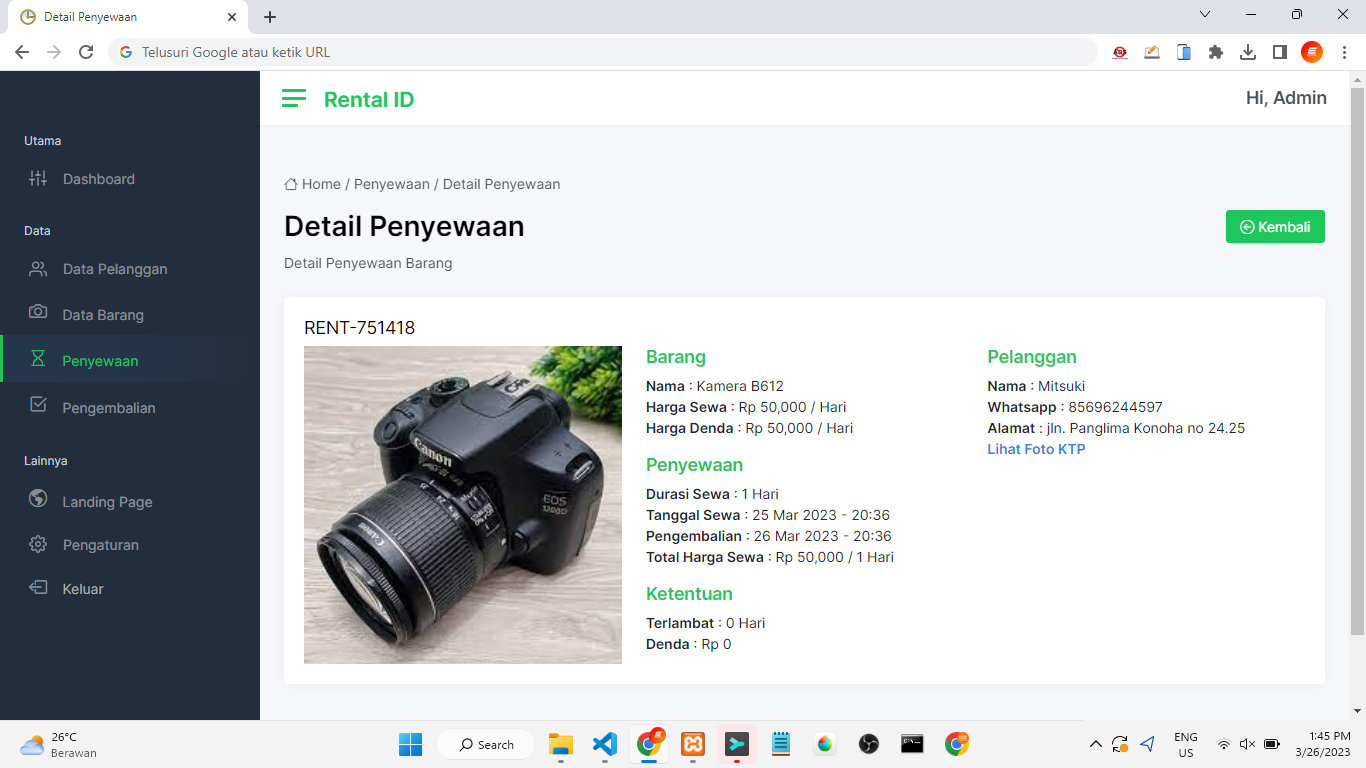 Detail Penyewaan
Telusuri Google atau ketik URL
Rental ID
Hi, Admin
Utama
Dashboard
Data
Data Pelanggan
Data Barang
Penyewaan
Pengembalian
Lainnya
Landing Page
Pengaturan
Keluar
Home / Penyewaan / Detail Penyewaan
Detail Penyewaan
Kembali
Detail Penyewaan Barang
RENT-751418
Canon
EOS
CANON
Barang
Nama : Kamera B612
Harga Sewa : Rp 50,000 / Hari
Harga Denda : Rp 50,000 / Hari
Penyewaan
Durasi Sewa : 1 Hari
Tanggal Sewa : 25 Mar 2023 - 20:36
Pengembalian : 26 Mar 2023 - 20:36
Total Harga Sewa : Rp 50,000 / 1 Hari
Ketentuan
Terlambat : 0 Hari
Denda : Rp 0
Pelanggan
Nama : Mitsuki
Whatsapp : 85696244597
Alamat : jln. Panglima Konoha no 24.25
Lihat Foto KTP
26°C
Berawan
Search
ENG
US
1:45 PM
3/26/2023